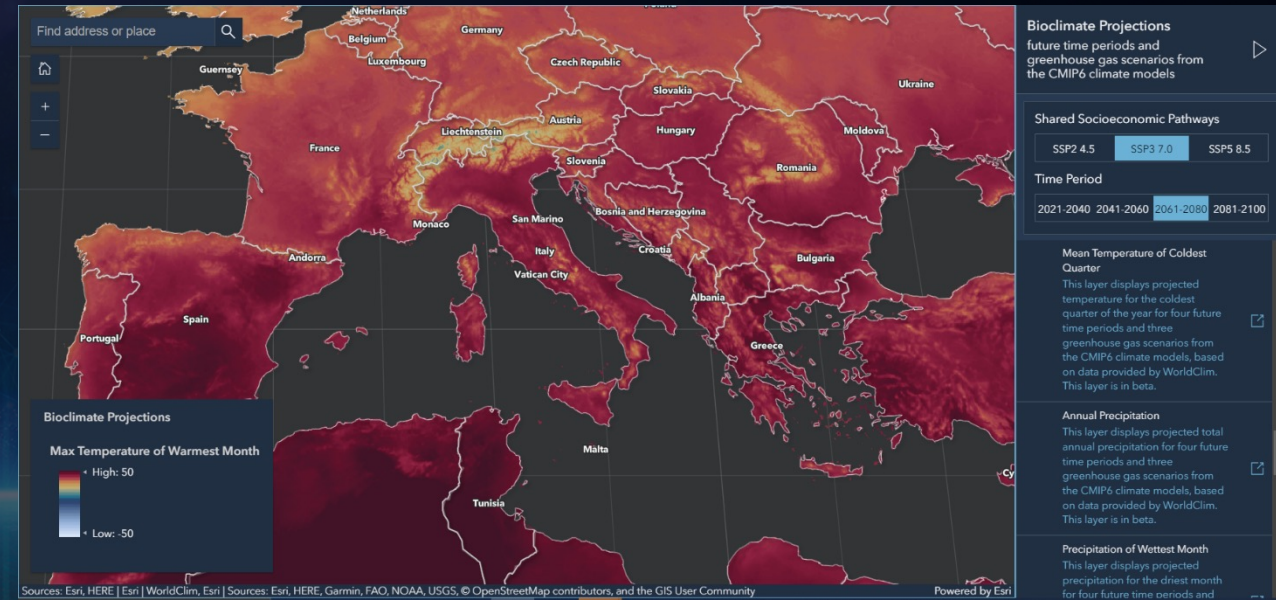 Find address or place
+
−
Netherlands
Belgium
Luxembourg
Guernsey
Germany
Czech Republic
Slovakia
Ukraine
France
Liechtenstein
Austria
Hungary
Moldova
Slovenia
Romania
Monaco
San Marino
Bosnia and Herzegovina
Croatia
Italy
Vatican City
Andorra
Bulgaria
Albania
Spain
Portugal
Greece
Malta
Tunisia
Cy
Bioclimate Projections
Max Temperature of Warmest Month
High: 50
Low: -50
Sources: Esri, HERE | Esri | WorldClim, Esri | Sources: Esri, HERE, Garmin, FAO, NOAA, USGS, © OpenStreetMap contributors, and the GIS User Community
Powered by Esri
Bioclimate Projections
future time periods and
greenhouse gas scenarios from
the CMIP6 climate models
Shared Socioeconomic Pathways
SSP2 4.5 SSP3 7.0 SSP5 8.5
Time Period
2021-2040 2041-2060 2061-2080 2081-2100
Mean Temperature of Coldest
Quarter
This layer displays projected
temperature for the coldest
quarter of the year for four future
time periods and three
greenhouse gas scenarios from
the CMIP6 climate models, based
on data provided by WorldClim.
This layer is in beta.
Annual Precipitation
This layer displays projected total
annual precipitation for four future
time periods and three
greenhouse gas scenarios from
the CMIP6 climate models, based
on data provided by WorldClim.
This layer is in beta.
Precipitation of Wettest Month
This layer displays projected
precipitation for the driest month
for four future time periods and